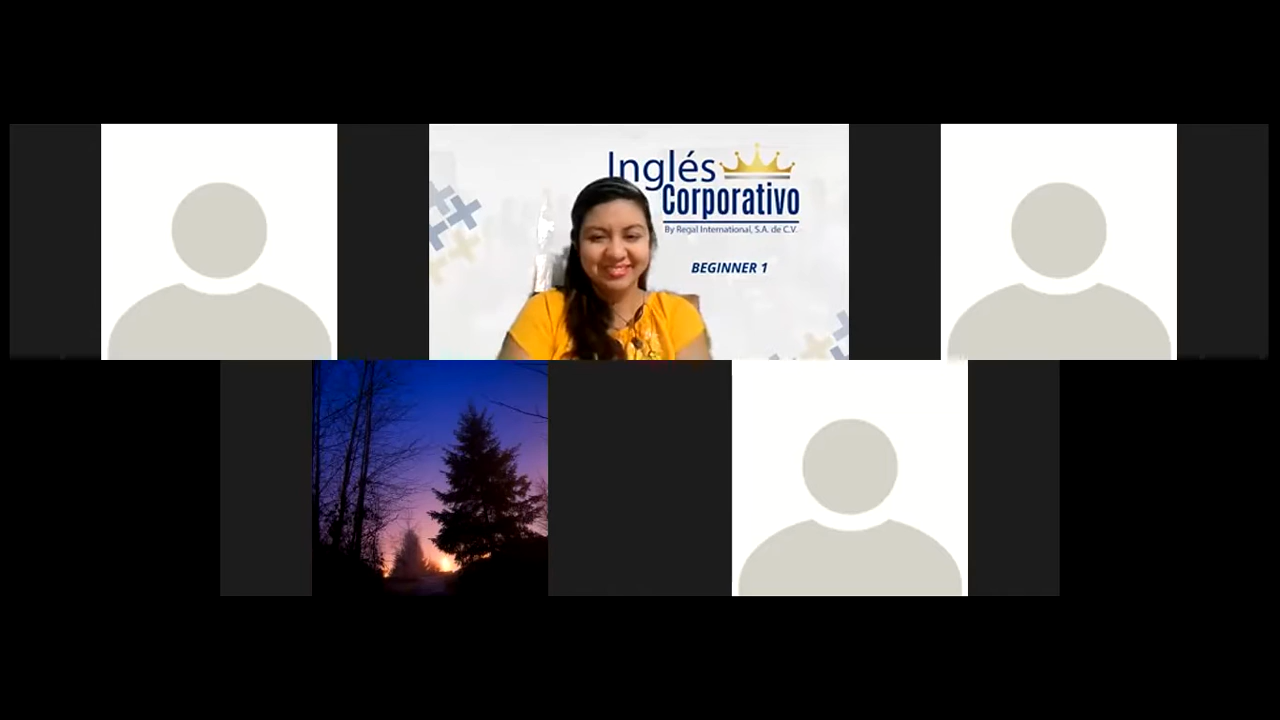 Inglés
Corporativo
By Regal International, S.A. de C.V.
BEGINNER 1